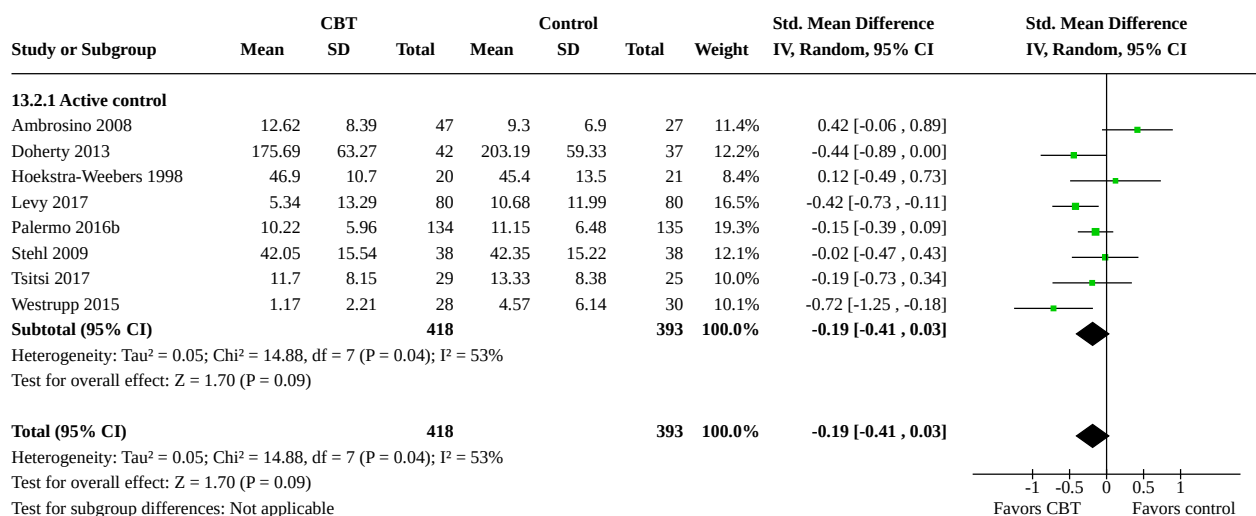 CBT Control Std. Mean Difference Std. Mean Difference
Study or Subgroup Mean SD Total Mean SD Total Weight IV, Random, 95% CI IV, Random, 95% CI
13.2.1 Active control
Ambrosino 2008 12.62 8.39 47 9.3 6.9 27 11.4% 0.42 [-0.06 , 0.89]
Doherty 2013 175.69 63.27 42 203.19 59.33 37 12.2% -0.44 [-0.89 , 0.00]
Hoekstra-Weebers 1998 46.9 10.7 20 45.4 13.5 21 8.4% 0.12 [-0.49 , 0.73]
Levy 2017 5.34 13.29 80 10.68 11.99 80 16.5% -0.42 [-0.73 , -0.11]
Palermo 2016b 10.22 5.96 134 11.15 6.48 135 19.3% -0.15 [-0.39 , 0.09]
Stehl 2009 42.05 15.54 38 42.35 15.22 38 12.1% -0.02 [-0.47 , 0.43]
Tsitsi 2017 11.7 8.15 29 13.33 8.38 25 10.0% -0.19 [-0.73 , 0.34]
Westrupp 2015 1.17 2.21 28 4.57 6.14 30 10.1% -0.72 [-1.25 , -0.18]
Subtotal (95% CI) 418 393 100.0% -0.19 [-0.41 , 0.03]
Heterogeneity: Tau² = 0.05; Chi² = 14.88, df = 7 (P = 0.04); I² = 53%
Test for overall effect: Z = 1.70 (P = 0.09)
Total (95% CI) 418 393 100.0% -0.19 [-0.41 , 0.03]
Heterogeneity: Tau² = 0.05; Chi² = 14.88, df = 7 (P = 0.04); I² = 53%
Test for overall effect: Z = 1.70 (P = 0.09)
-1 -0.5 0 0.5 1
Test for subgroup differences: Not applicable
Favors CBT Favors control